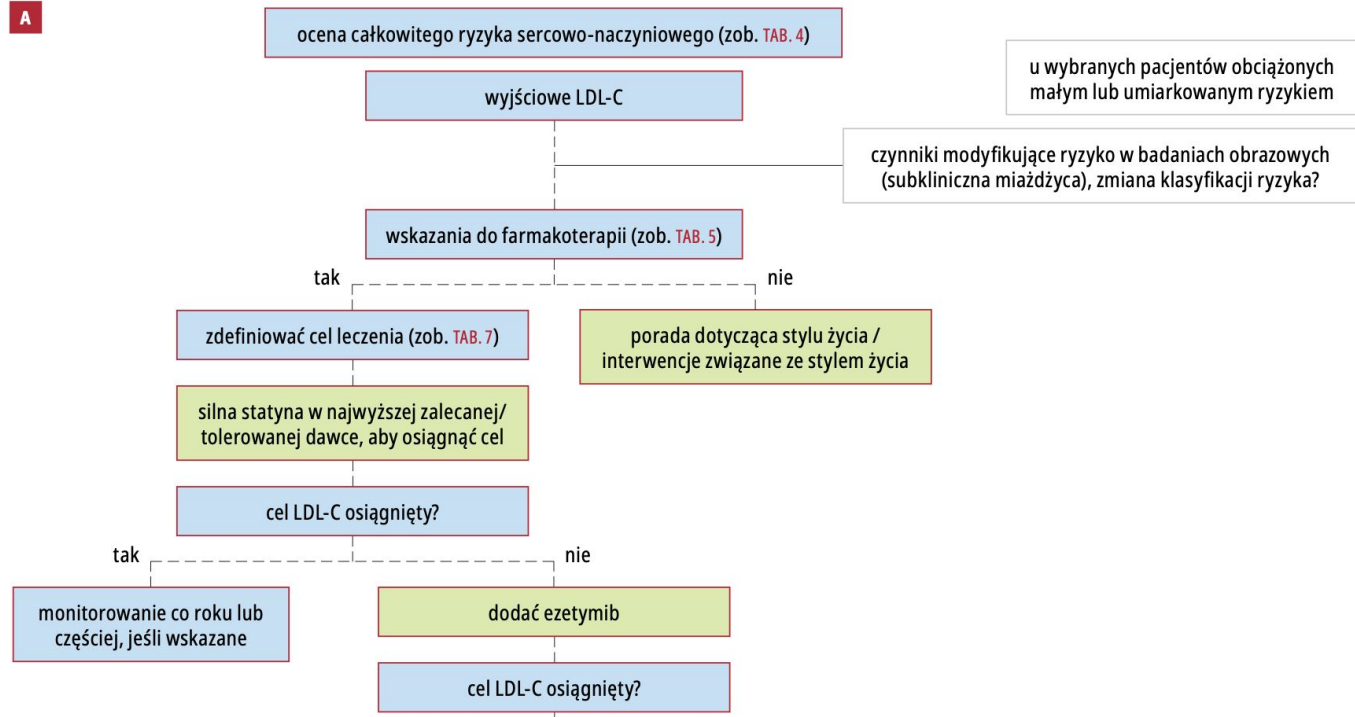 A
ocena całkowitego ryzyka sercowo-naczyniowego (zob. TAB. 4)
u wybranych pacjentów obciążonych
małym lub umiarkowanym ryzykiem
wyjściowe LDL-C
czynniki modyfikujące ryzyko w badaniach obrazowych
(subkliniczna miażdżyca), zmiana klasyfikacji ryzyka?
wskazania do farmakoterapii (zob. TAB. 5)
tak
nie
zdefiniować cel leczenia (zob. TAB. 7)
porada dotycząca stylu życia /
interwencje związane ze stylem życia
silna statyna w najwyższej zalecanej/
tolerowanej dawce, aby osiągnąć cel
cel LDL-C osiągnięty?
tak
nie
monitorowanie co roku lub
częściej, jeśli wskazane
dodać ezetymib
cel LDL-C osiągnięty?